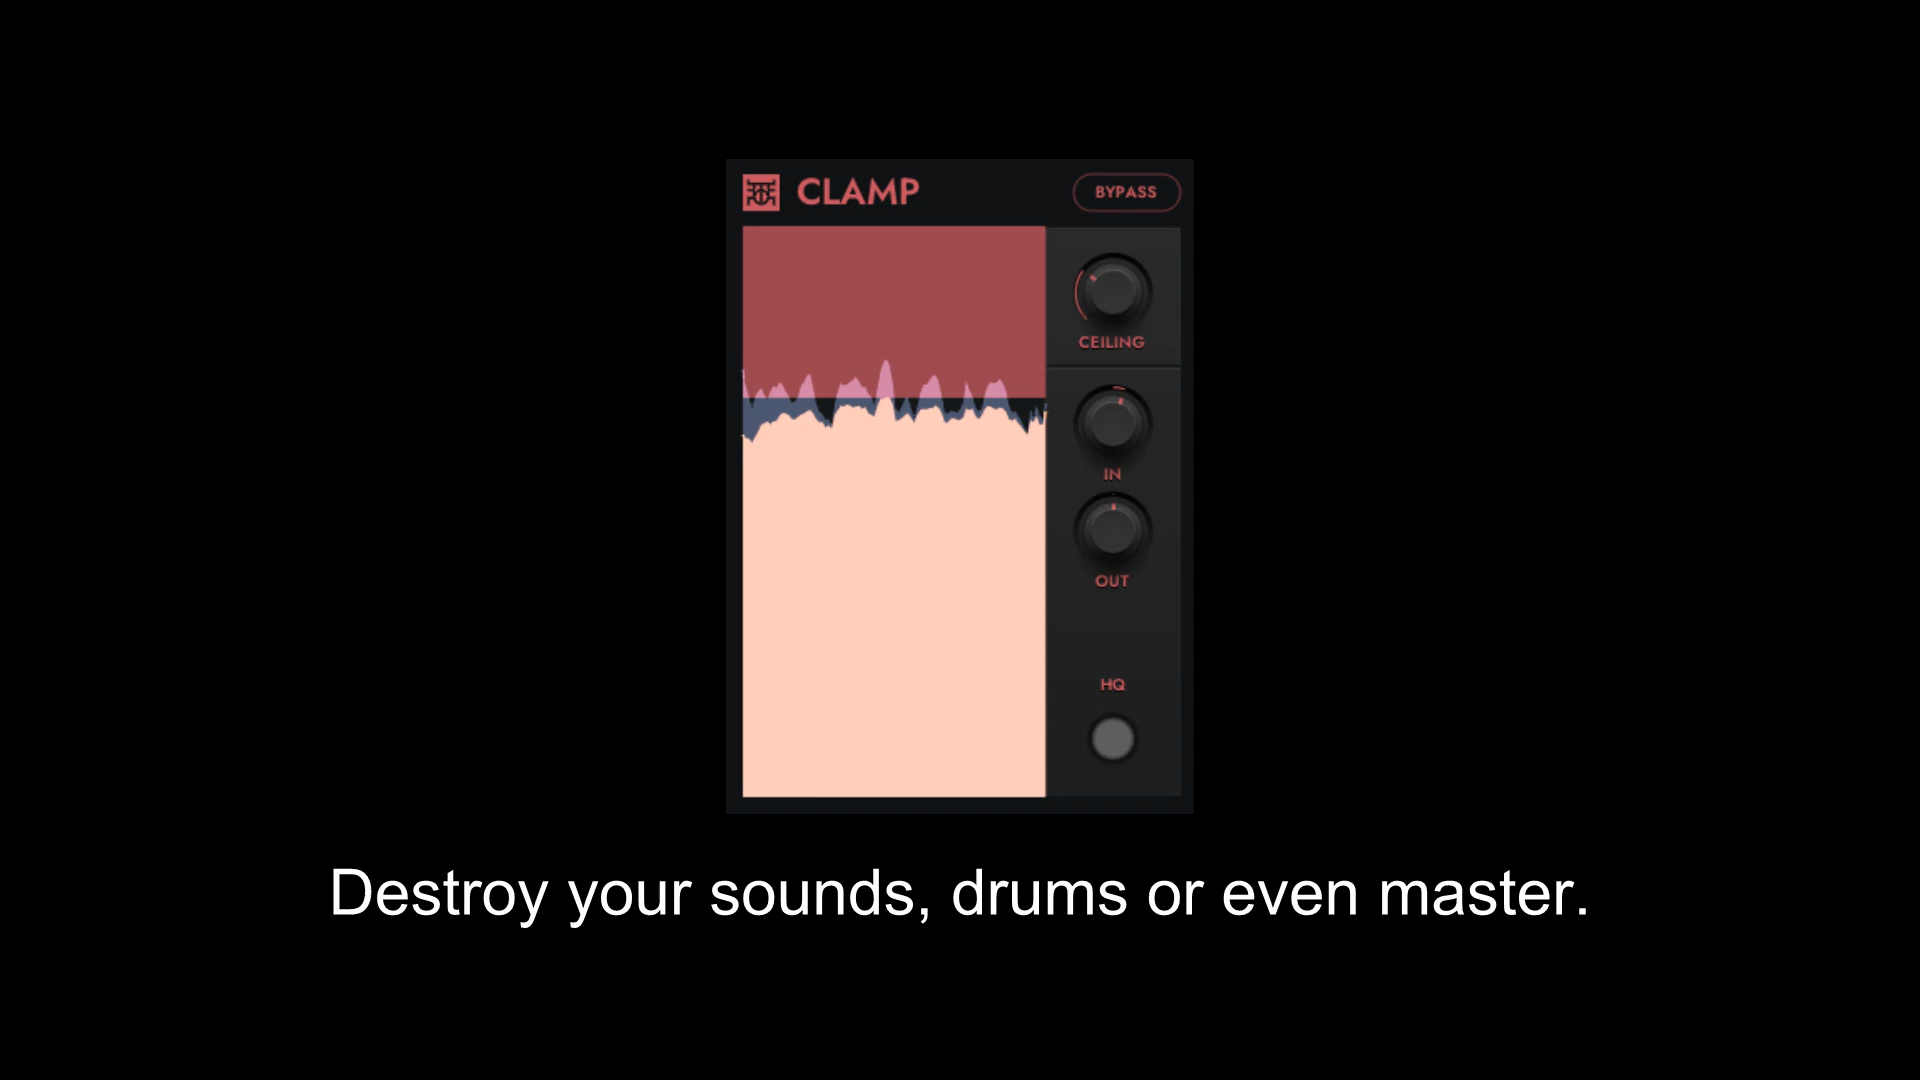 CLAMP
BYPASS
CEILING
IN
OUT
HQ
Destroy your sounds, drums or even master.